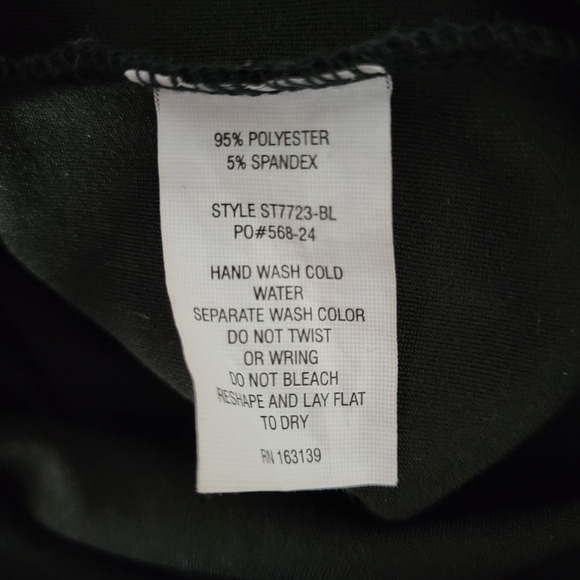 95% POLYESTER
5% SPANDEX
STYLE ST7723-BL
PO#568-24
HAND WASH COLD
WATER
SEPARATE WASH COLOR
DO NOT TWIST
OR WRING
DO NOT BLEACH
RESHAPE AND LAY FLAT
TO DRY
RN 163139